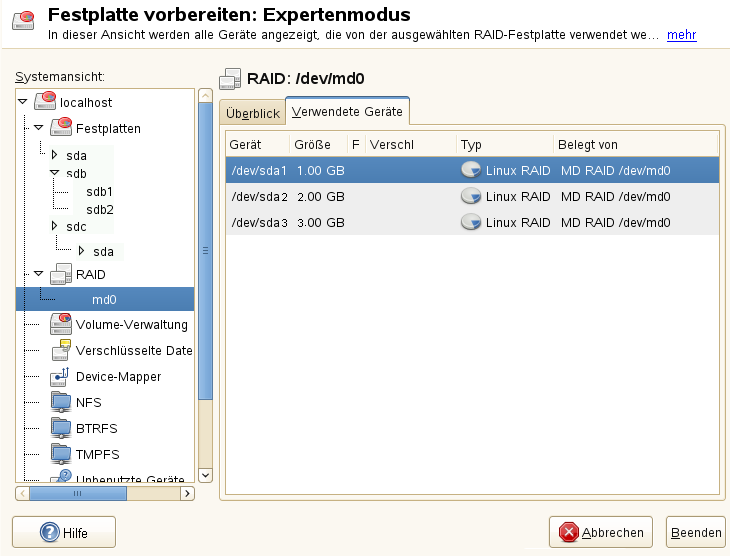 Festplatte vorbereiten: Expertenmodus
In dieser Ansicht werden alle Geräte angezeigt, die von der ausgewählten RAID-Festplatte verwendet we... mehr
Systemansicht:
localhost
Festplatten
sda
sdb
sdb1
sdb2
sdc
sda
RAID
md0
Volume-Verwaltung
Verschlüsselte Date
Device-Mapper
NFS
BTRFS
TMPFS
Unbenutzte Geräte
RAID: /dev/md0
Überblick Verwendete Geräte
Gerät Größe F Verschl Typ Belegt von
/dev/sda1 1.00 GB Linux RAID MD RAID /dev/md0
/dev/sda2 2.00 GB Linux RAID MD RAID /dev/md0
/dev/sda3 3.00 GB Linux RAID MD RAID /dev/md0
Hilfe Abbrechen Beenden